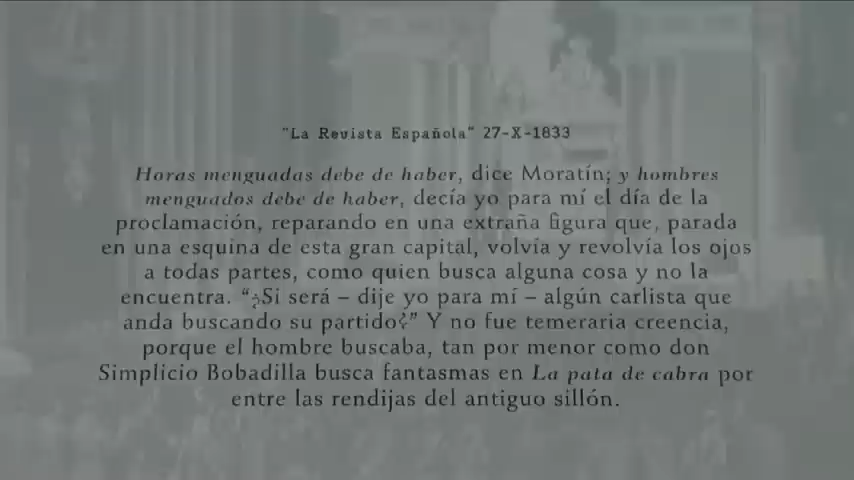 "La Revista Española" 27-X-1833
Horas menguadas debe de haber, dice Moratín; y hombres
menguados debe de haber, decía yo para mí el día de la
proclamación, reparando en una extraña figura que, parada
en una esquina de esta gran capital, volvía y revolvía los ojos
a todas partes, como quien busca alguna cosa y no la
encuentra. "¿Si será – dije yo para mí – algún carlista que
anda buscando su partido?" Y no fue temeraria creencia,
porque el hombre buscaba, tan por menor como don
Simplicio Bobadilla busca fantasmas en La pata de cabra por
entre las rendijas del antiguo sillón.